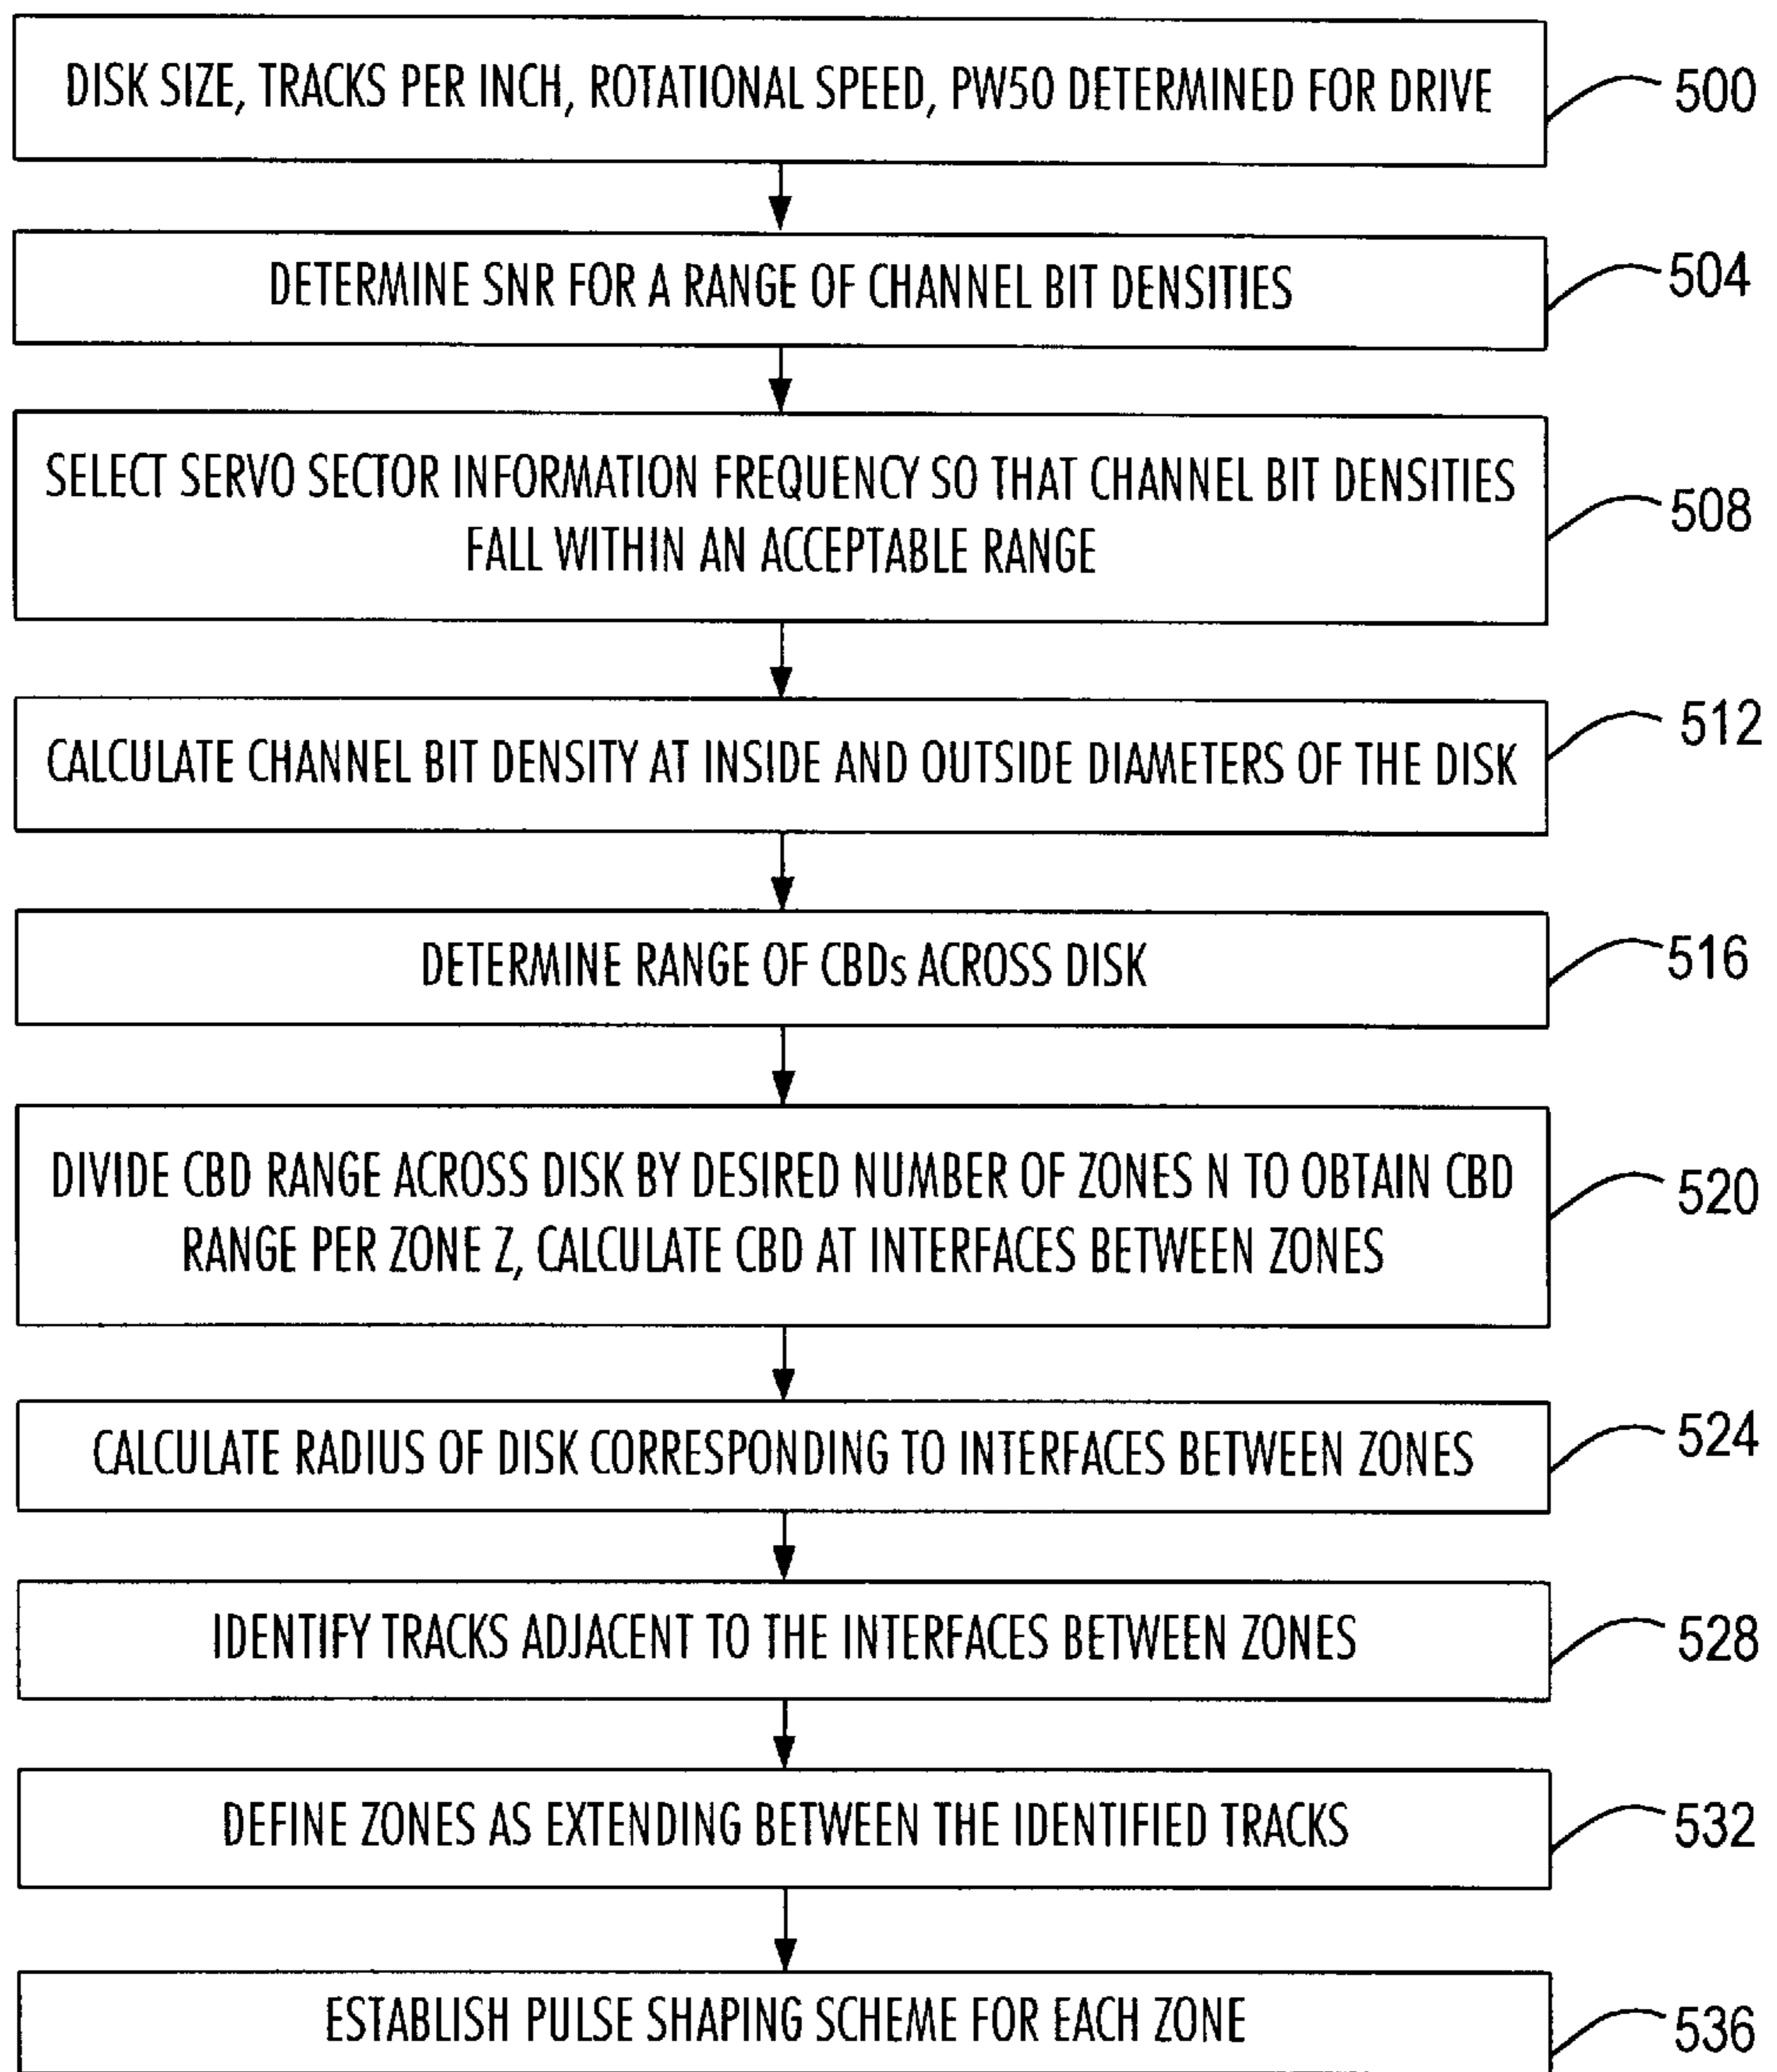 DISK SIZE, TRACKS PER INCH, ROTATIONAL SPEED, PW50 DETERMINED FOR DRIVE
500
DETERMINE SNR FOR A RANGE OF CHANNEL BIT DENSITIES
504
SELECT SERVO SECTOR INFORMATION FREQUENCY SO THAT CHANNEL BIT DENSITIES
FALL WITHIN AN ACCEPTABLE RANGE
508
CALCULATE CHANNEL BIT DENSITY AT INSIDE AND OUTSIDE DIAMETERS OF THE DISK
512
DETERMINE RANGE OF CBDs ACROSS DISK
516
DIVIDE CBD RANGE ACROSS DISK BY DESIRED NUMBER OF ZONES N TO OBTAIN CBD
RANGE PER ZONE Z, CALCULATE CBD AT INTERFACES BETWEEN ZONES
520
CALCULATE RADIUS OF DISK CORRESPONDING TO INTERFACES BETWEEN ZONES
524
IDENTIFY TRACKS ADJACENT TO THE INTERFACES BETWEEN ZONES
528
DEFINE ZONES AS EXTENDING BETWEEN THE IDENTIFIED TRACKS
532
ESTABLISH PULSE SHAPING SCHEME FOR EACH ZONE
536